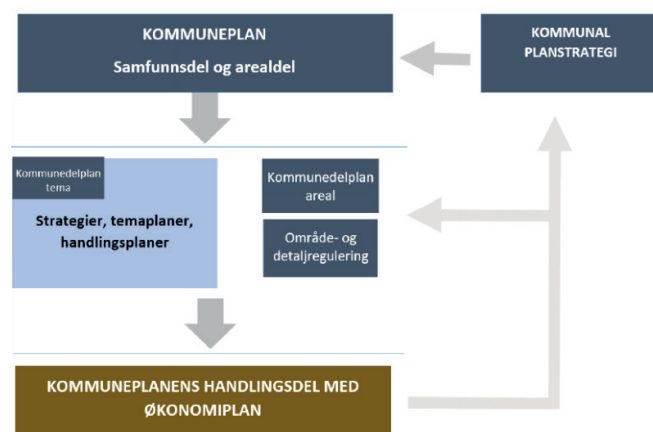 KOMMUNEPLAN
Samfunnsdel og arealdel
KOMMUNAL
PLANSTRATEGI
Kommunedelplan
tema
Strategier, temaplaner,
handlingsplaner
Kommunedelplan
areal
Område- og
detaljregulering
KOMMUNEPLANENS HANDLINGSDEL MED
ØKONOMIPLAN